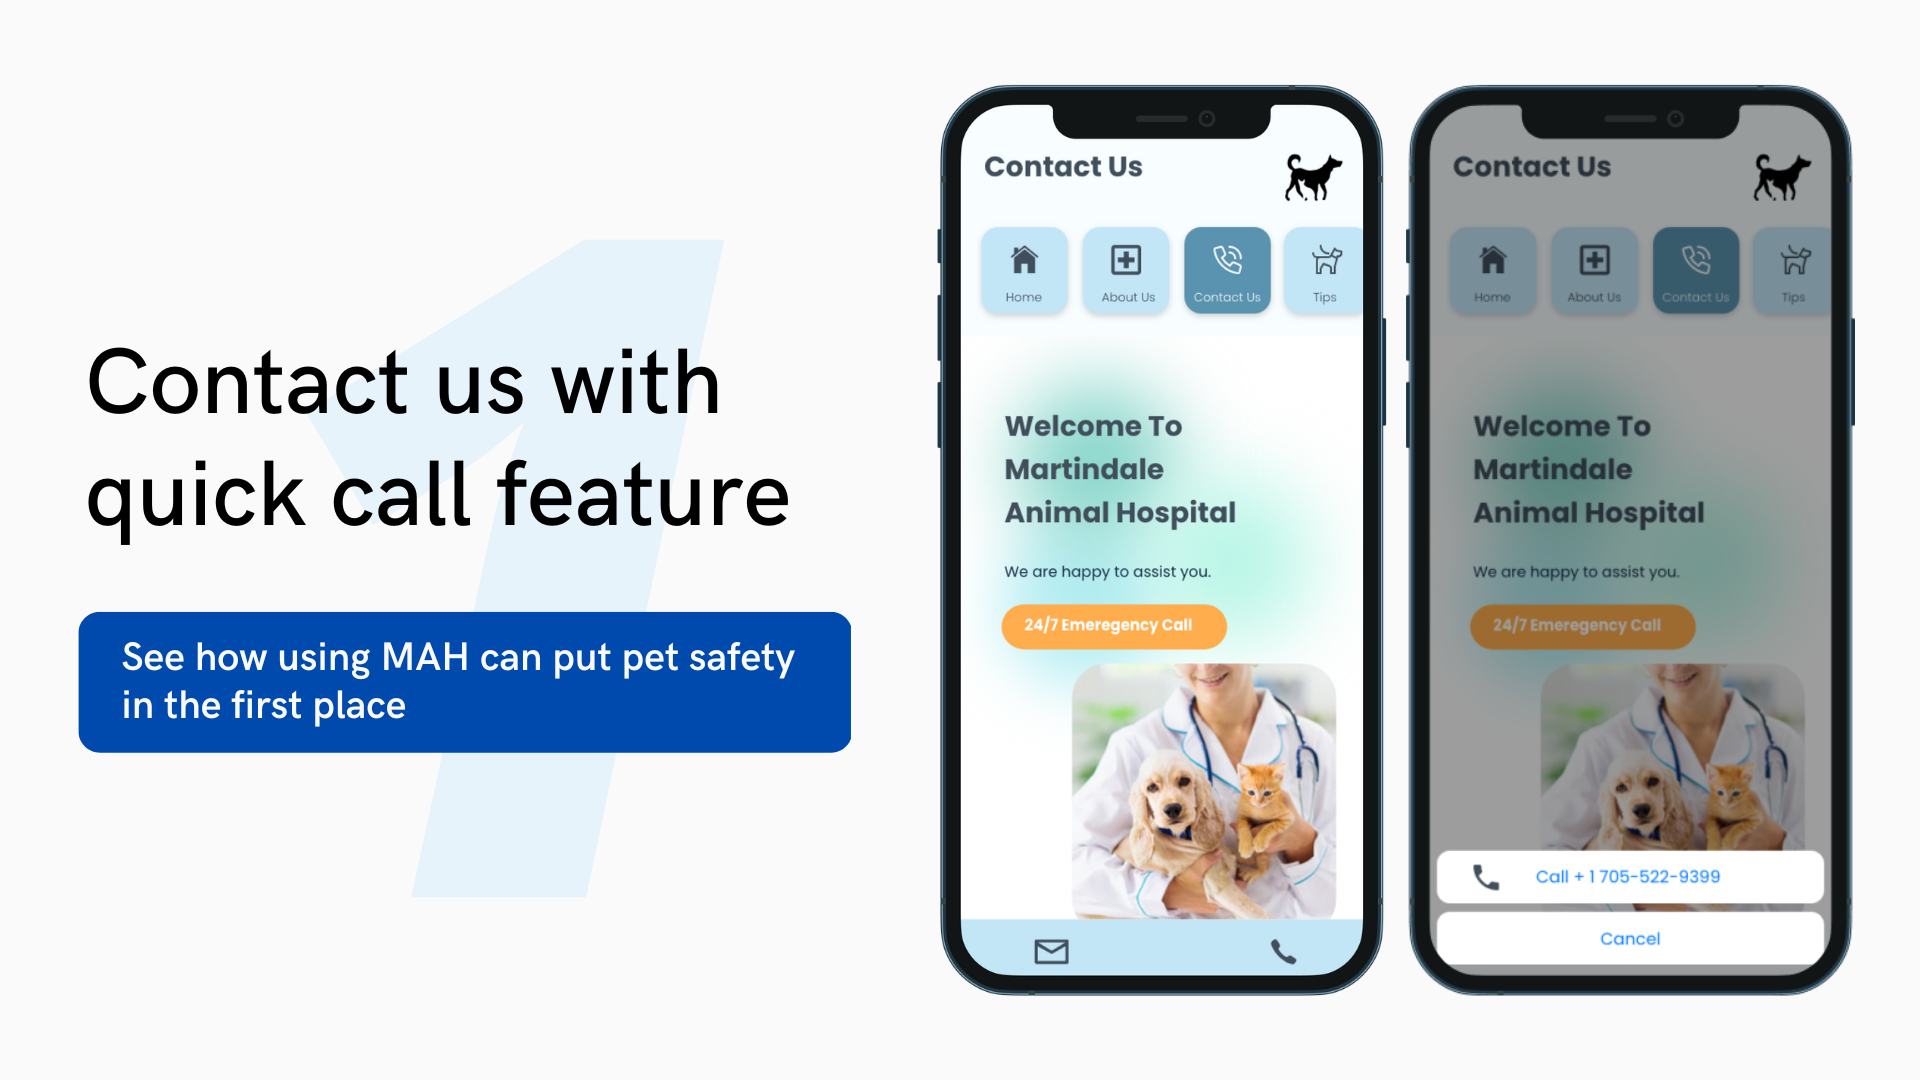 1
Contact us with
quick call feature
See how using MAH can put pet safety
in the first place
Contact Us
Home
About Us
Contact Us
Tips
Welcome To
Martindale
Animal Hospital
We are happy to assist you.
24/7 Emeregency Call
Contact Us
Home
About Us
Contact Us
Tips
Welcome To
Martindale
Animal Hospital
We are happy to assist you.
24/7 Emeregency Call
Call + 1 705-522-9399
Cancel